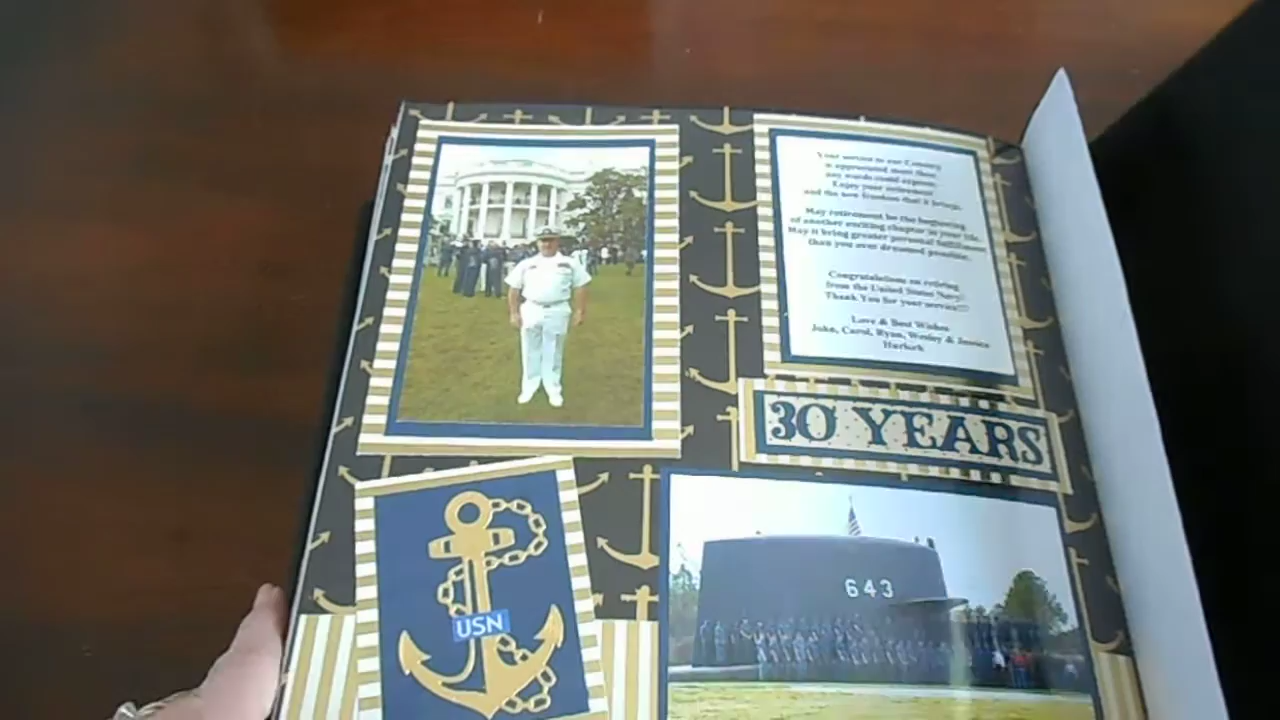 Your service to our Country
is appreciated more than
any words could express.
Enjoy your retirement
and the new freedom that it brings.
May retirement be the beginning
of another exciting chapter in your life.
May it bring greater personal fulfillment
than you ever dreamed possible.
Congratulations on retiring
from the United States Navy!
Thank You for your service!!!
Love & Best Wishes
Carol, Ryan, Wesley & Jessica
30 YEARS
643
USN